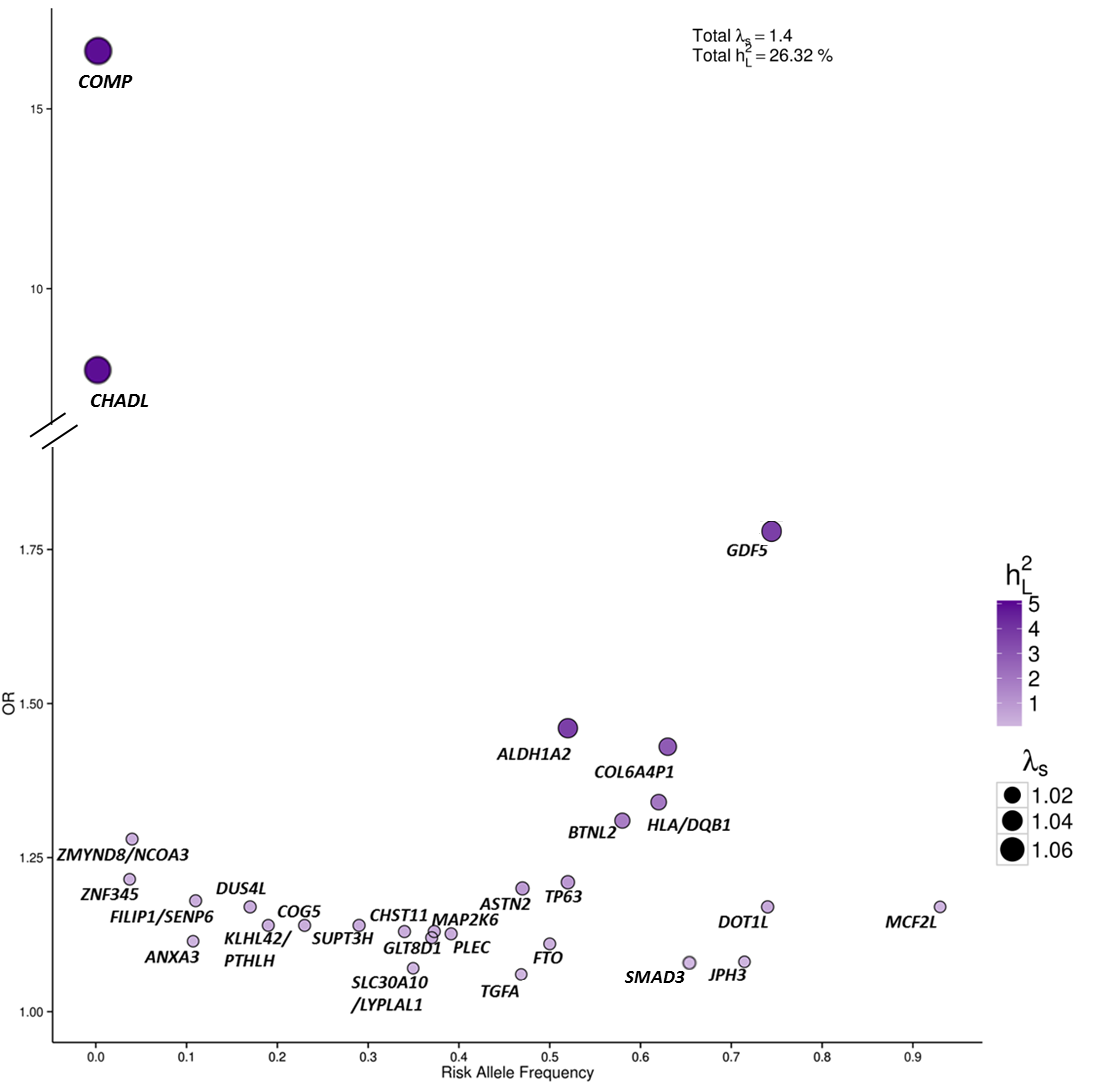 Total λs = 1.4
Total h²L = 26.32 %
COMP
15
10
CHADL
1.75
GDF5
h²L
5
4
3
2
1
OR
1.50
ALDH1A2
COL6A4P1
λs
1.02
1.04
1.06
BTNL2
HLA/DQB1
1.25
ZMYND8/NCOA3
ZNF345
DUS4L
FILIP1/SENP6
COG5
CHST11
MAP2K6
ASTN2
TP63
DOT1L
MCF2L
KLHL42/
PTHLH
SUPT3H
GLT8D1
PLEC
ANXA3
FTO
SLC30A10
/LYPLAL1
TGFA
SMAD3
JPH3
1.00
0.0 0.1 0.2 0.3 0.4 0.5 0.6 0.7 0.8 0.9
Risk Allele Frequency